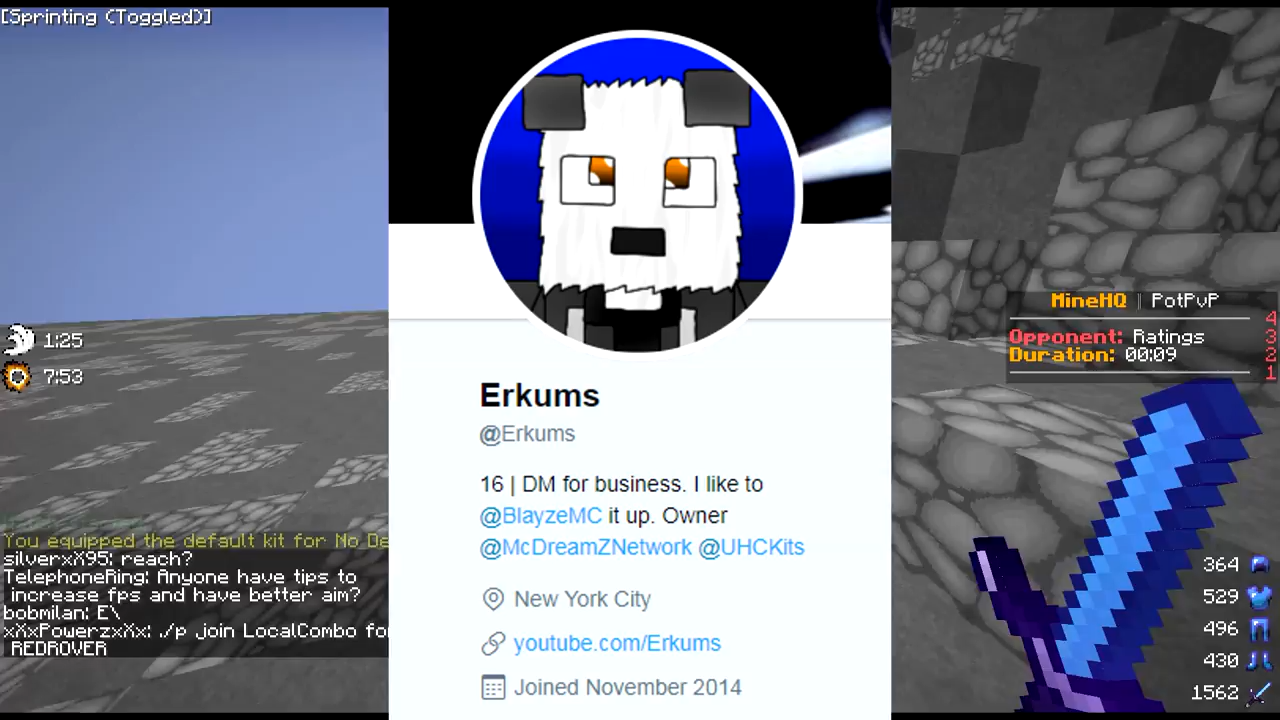 [Sprinting (Toggled)]
1:25
7:53
You equipped the default kit for No De
silverxX95: reach?
TelephoneRing: Anyone have tips to
increase fps and have better aim?
bobmilan: E\
xXxPowerzxXx: ./p join LocalCombo for
REDROVER
Erkums
@Erkums
16 | DM for business. I like to
@BlayzeMC it up. Owner
@McDreamZNetwork @UHCKits
New York City
youtube.com/Erkums
Joined November 2014
MineHQ | PotPvP
4
Opponent: Ratings
3
Duration: 00:09
2
1
364
529
496
430
1562